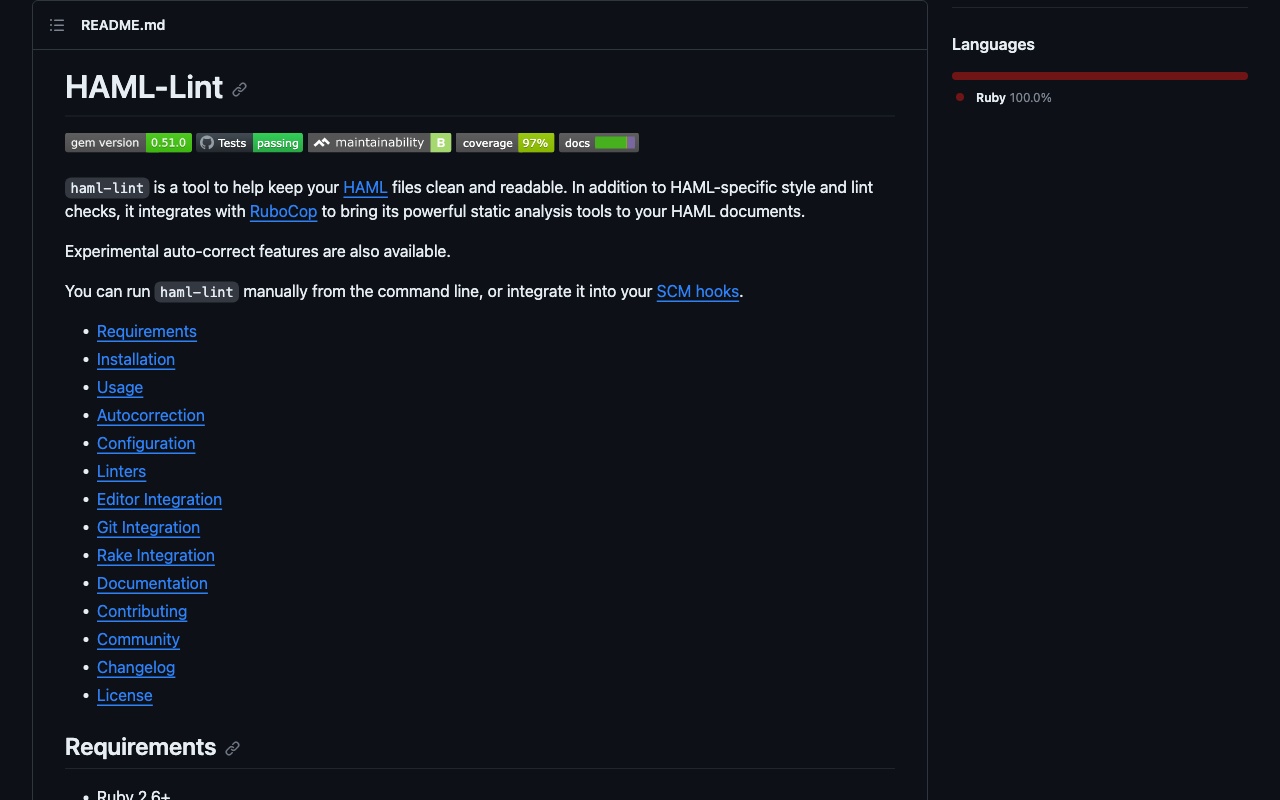 README.md
HAML-Lint
gem version 0.51.0 Tests passing maintainability B coverage 97% docs
haml-lint is a tool to help keep your HAML files clean and readable. In addition to HAML-specific style and lint
checks, it integrates with RuboCop to bring its powerful static analysis tools to your HAML documents.
Experimental auto-correct features are also available.
You can run haml-lint manually from the command line, or integrate it into your SCM hooks.
• Requirements
• Installation
• Usage
• Autocorrection
• Configuration
• Linters
• Editor Integration
• Git Integration
• Rake Integration
• Documentation
• Contributing
• Community
• Changelog
• License
Requirements
• Ruby 2.6+
Languages
Ruby 100.0%